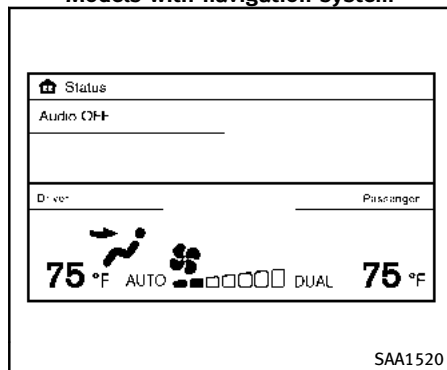 Models with navigation system
Status
Audio OFF
Driver Passenger
75 °F AUTO DUAL 75 °F
SAA1520